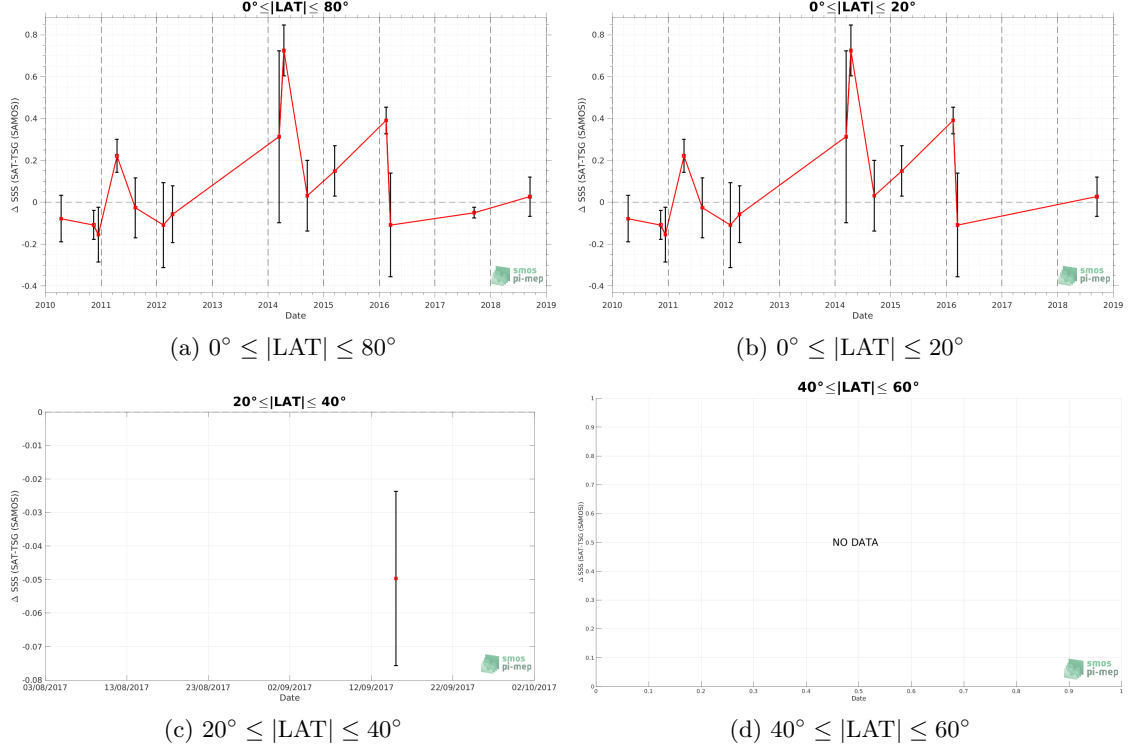 0°≤|LAT|≤ 80°
Δ SSS (SAT-TSG (SAMOS))
0.8
0.6
0.4
0.2
0
-0.2
-0.4
2010 2011 2012 2013 2014 2015 2016 2017 2018 2019
Date
smos
pi-mep
(a) 0° ≤ |LAT| ≤ 80°
0°≤|LAT|≤ 20°
Δ SSS (SAT-TSG (SAMOS))
0.8
0.6
0.4
0.2
0
-0.2
-0.4
2010 2011 2012 2013 2014 2015 2016 2017 2018 2019
Date
smos
pi-mep
(b) 0° ≤ |LAT| ≤ 20°
20°≤|LAT|≤ 40°
Δ SSS (SAT-TSG (SAMOS))
0
-0.01
-0.02
-0.03
-0.04
-0.05
-0.06
-0.07
-0.08
03/08/2017 13/08/2017 23/08/2017 02/09/2017 12/09/2017 22/09/2017 02/10/2017
Date
smos
pi-mep
(c) 20° ≤ |LAT| ≤ 40°
40°≤|LAT|≤ 60°
Δ SSS (SAT-TSG (SAMOS))
1
0.9
0.8
0.7
0.6
0.5
0.4
0.3
0.2
0.1
0
NO DATA
0 0.1 0.2 0.3 0.4 0.5 0.6 0.7 0.8 0.9 1
Date
smos
pi-mep
(d) 40° ≤ |LAT| ≤ 60°